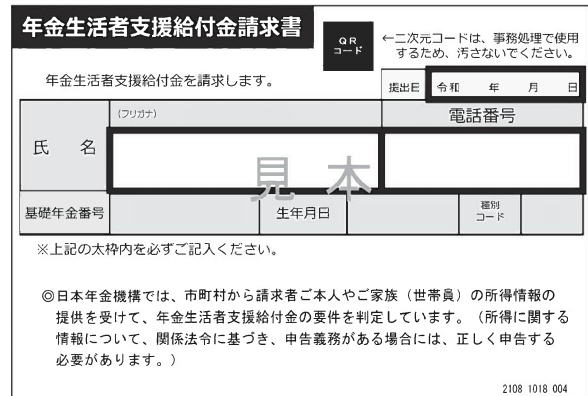 年金生活者支援給付金請求書
QR
コード
←二次元コードは、事務処理で使用
するため、汚さないでください。
年金生活者支援給付金を請求します。
提出日 令和 年 月 日
氏 名
(フリガナ)
電話番号
見 本
基礎年金番号
生年月日
種別
コード
※上記の太枠内を必ずご記入ください。
◎日本年金機構では、市町村から請求者ご本人やご家族（世帯員）の所得情報の
提供を受けて、年金生活者支援給付金の要件を判定しています。（所得に関する
情報について、関係法令に基づき、申告義務がある場合には、正しく申告する
必要があります。）
2108 1018 004